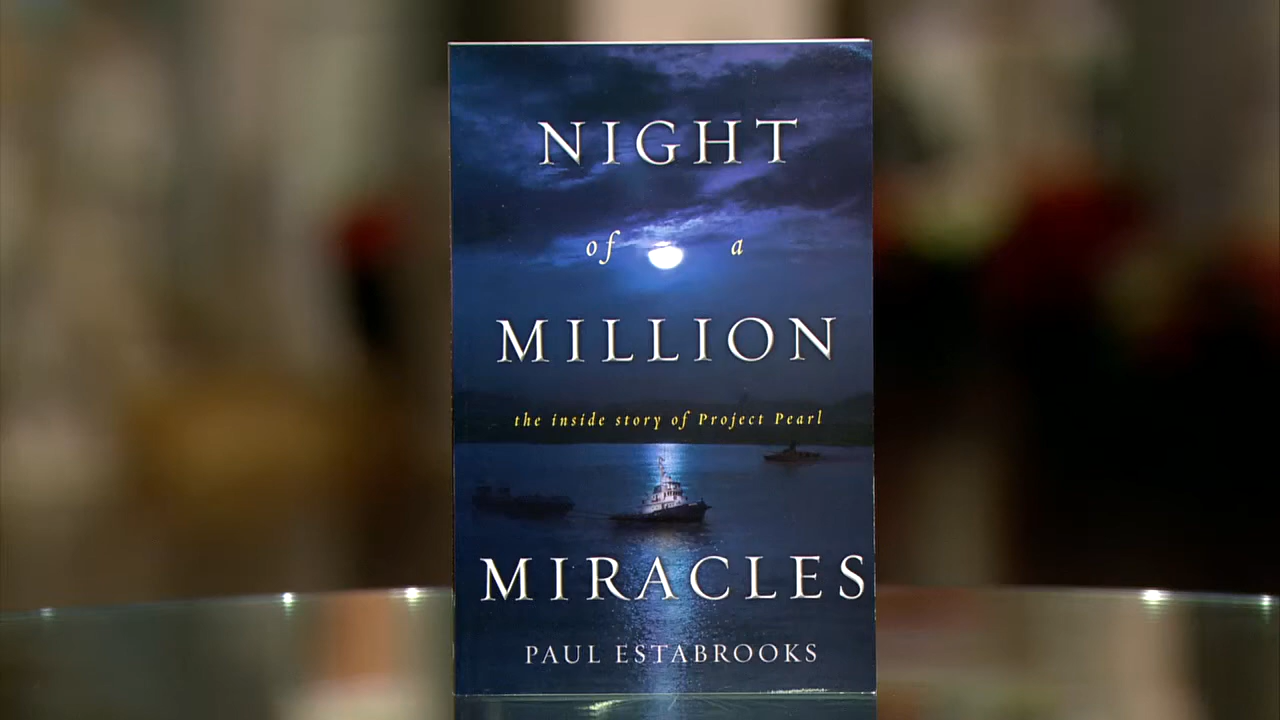 NIGHT
of a
MILLION
the inside story of Project Pearl
MIRACLES
PAUL ESTABROOKS